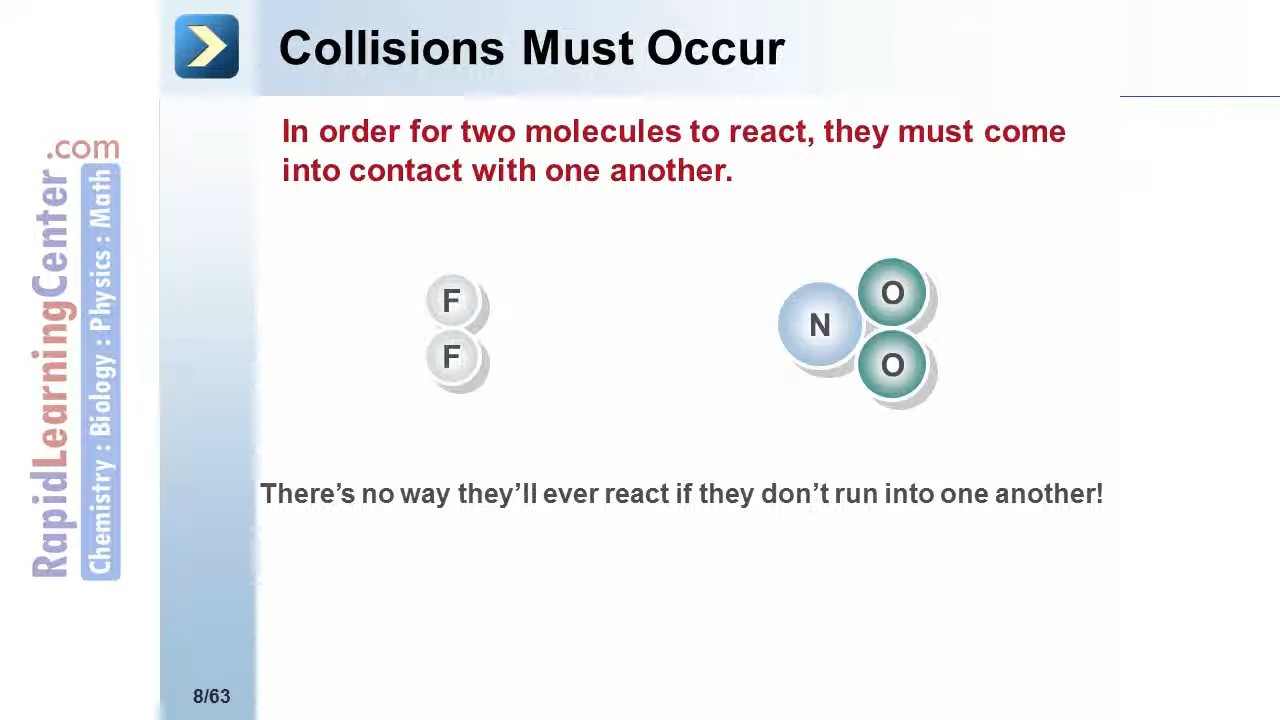 Collisions Must Occur
In order for two molecules to react, they must come
into contact with one another.
F
F
N
O
O
There’s no way they’ll ever react if they don’t run into one another!
8/63
RapidLearningCenter.com
Chemistry : Biology : Physics : Math